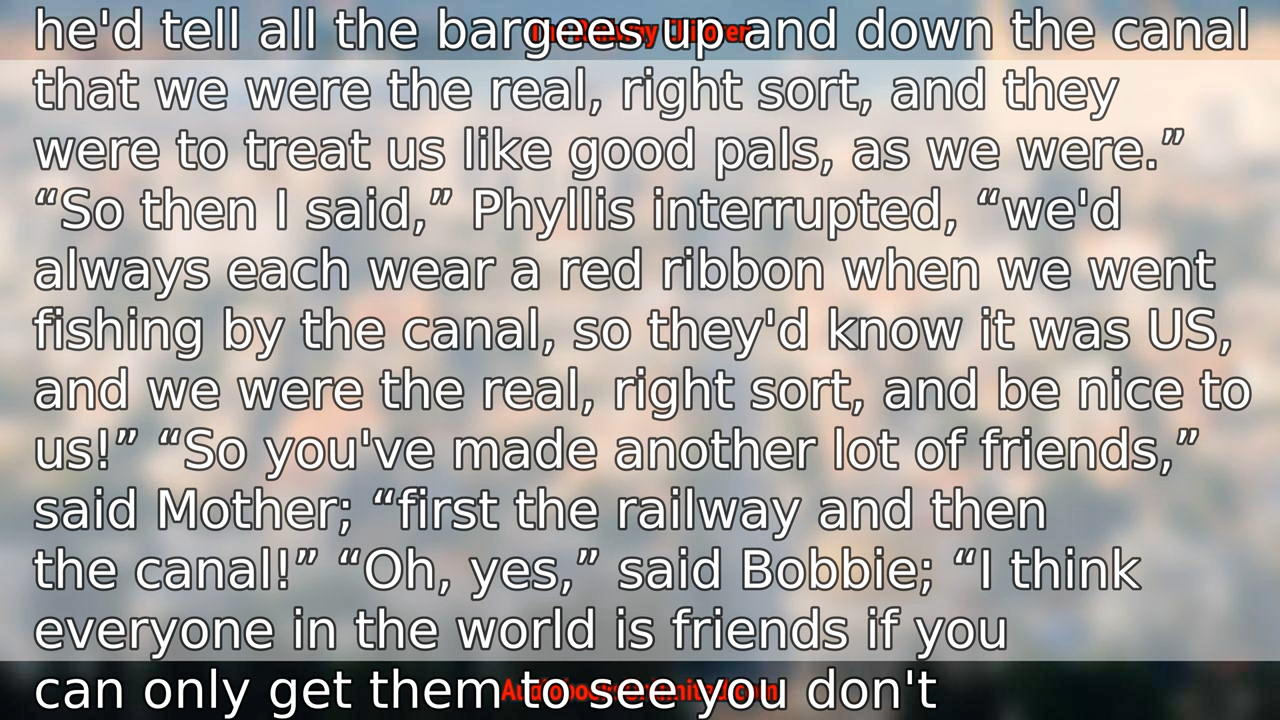 he'd tell all the bargees up and down the canal
that we were the real, right sort, and they
were to treat us like good pals, as we were.”
“So then I said,” Phyllis interrupted, “we'd
always each wear a red ribbon when we went
fishing by the canal, so they'd know it was US,
and we were the real, right sort, and be nice to
us!” “So you've made another lot of friends,”
said Mother; “first the railway and then
the canal!” “Oh, yes,” said Bobbie; “I think
everyone in the world is friends if you
can only get them to see you don't